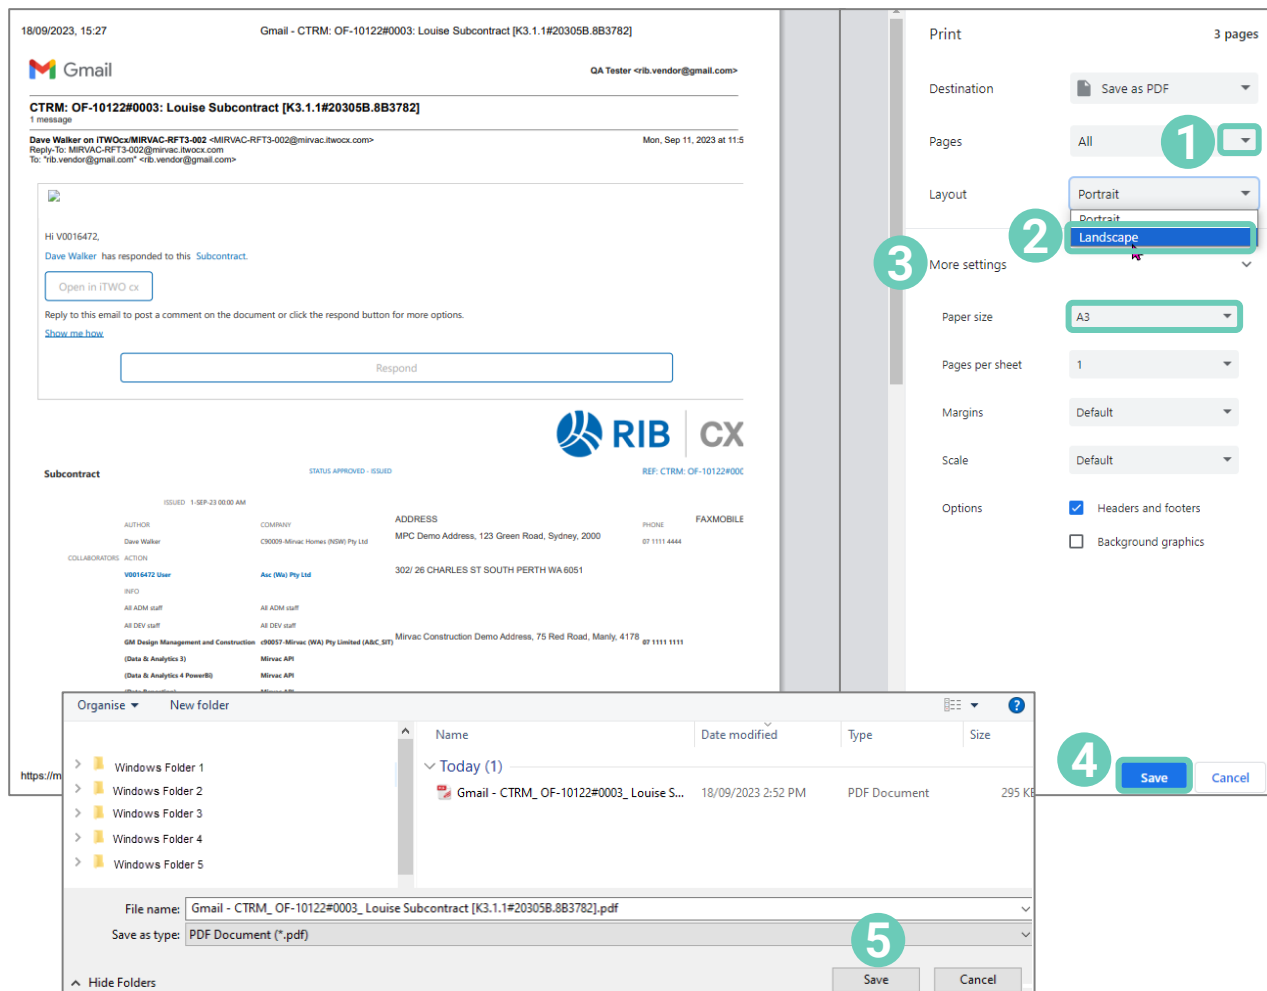 18/09/2023, 15:27
Gmail - CTRM: OF-10122#0003: Louise Subcontract [K3.1.1#20305B.8B3782]
Gmail
QA Tester <rib.vendor@gmail.com>
CTRM: OF-10122#0003: Louise Subcontract [K3.1.1#20305B.8B3782]
1 message
Dave Walker on iTWOcx/MIRVAC-RFT3-002 <MIRVAC-RFT3-002@mirvac.itwocx.com>
Mon, Sep 11, 2023 at 11:5
Reply-To: MIRVAC-RFT3-002@mirvac.itwocx.com
To: "rib.vendor@gmail.com" <rib.vendor@gmail.com>
Hi V0016472,
Dave Walker has responded to this Subcontract.
Open in iTWO cx
Reply to this email to post a comment on the document or click the respond button for more options.
Show me how
Respond
RIB CX
Subcontract
STATUS APPROVED - ISSUED
REF: CTRM: OF-10122#000
ISSUED 1-SEP-23 00:00 AM
AUTHOR COMPANY ADDRESS PHONE FAXMOBILE
Dave Walker C90009-Mirvac Homes (NSW) Pty Ltd MPC Demo Address, 123 Green Road, Sydney, 2000 07 1111 4444
COLLABORATORS ACTION
V0016472 User Asc (Wa) Pty Ltd 302/ 26 CHARLES ST SOUTH PERTH WA 6051
INFO
All ADM staff All ADM staff
All DEV staff All DEV staff
GM Design Management and Construction c90057-Mirvac (WA) Pty Limited (A&C_SIT) Mirvac Construction Demo Address, 75 Red Road, Manly, 4178 07 1111 1111
(Data & Analytics 3) Mirvac API
(Data & Analytics 4 PowerBi) Mirvac API
https://m
Print
3 pages
Destination
Save as PDF
Pages
All
1
Layout
Portrait
Portrait
2
Landscape
3
More settings
Paper size
A3
Pages per sheet
1
Margins
Default
Scale
Default
Options
Headers and footers
Background graphics
4
Save
Cancel
Organise
New folder
?
Name
Date modified
Type
Size
Windows Folder 1
Windows Folder 2
Windows Folder 3
Windows Folder 4
Windows Folder 5
Today (1)
Gmail - CTRM_ OF-10122#0003_ Louise S...
18/09/2023 2:52 PM
PDF Document
295 KB
File name:
Gmail - CTRM_ OF-10122#0003_ Louise Subcontract [K3.1.1#20305B.8B3782].pdf
Save as type:
PDF Document (*.pdf)
5
Hide Folders
Save
Cancel